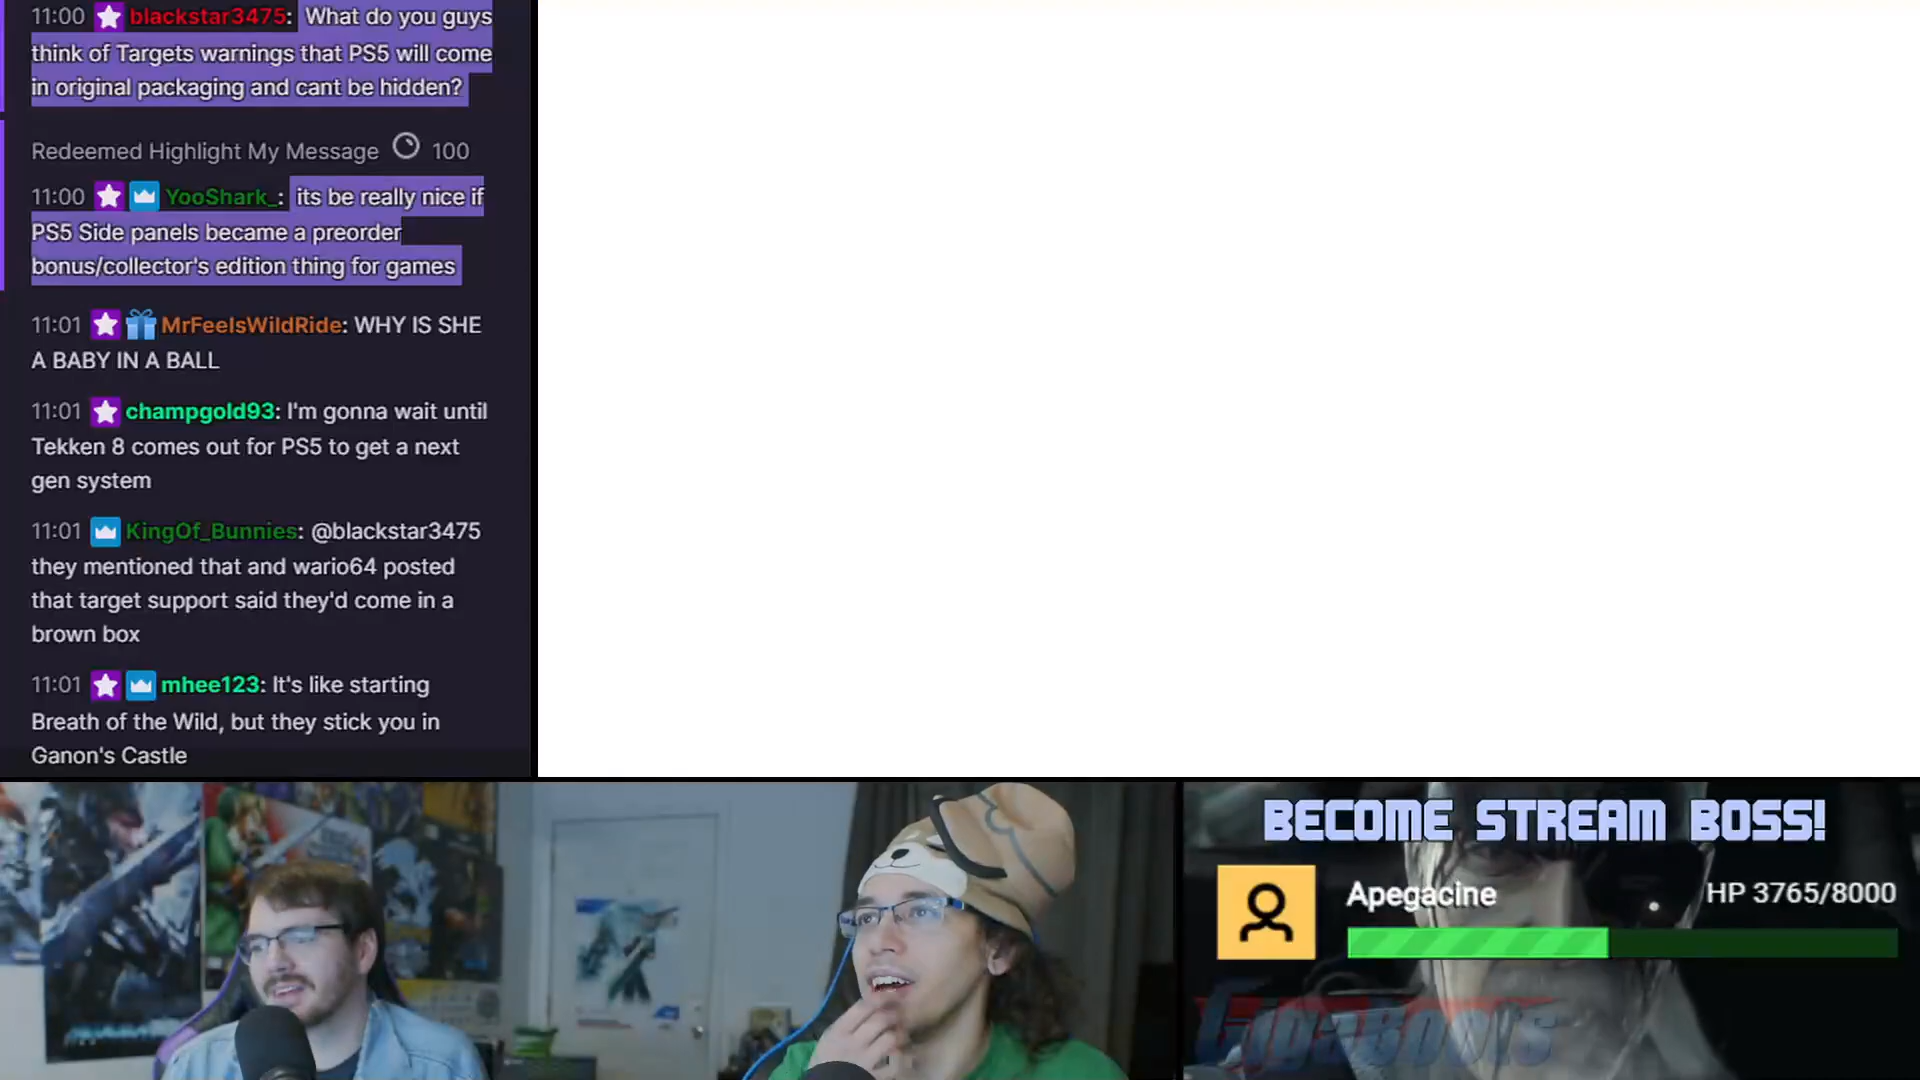 11:00 blackstar3475: What do you guys
think of Targets warnings that PS5 will come
in original packaging and cant be hidden?
Redeemed Highlight My Message 100
11:00 YooShark_: its be really nice if
PS5 Side panels became a preorder
bonus/collector's edition thing for games
11:01 MrFeelsWildRide: WHY IS SHE
A BABY IN A BALL
11:01 champgold93: I'm gonna wait until
Tekken 8 comes out for PS5 to get a next
gen system
11:01 KingOf_Bunnies: @blackstar3475
they mentioned that and wario64 posted
that target support said they'd come in a
brown box
11:01 mhee123: It's like starting
Breath of the Wild, but they stick you in
Ganon's Castle
BECOME STREAM BOSS!
Apegacine HP 3765/8000
GigaBoots